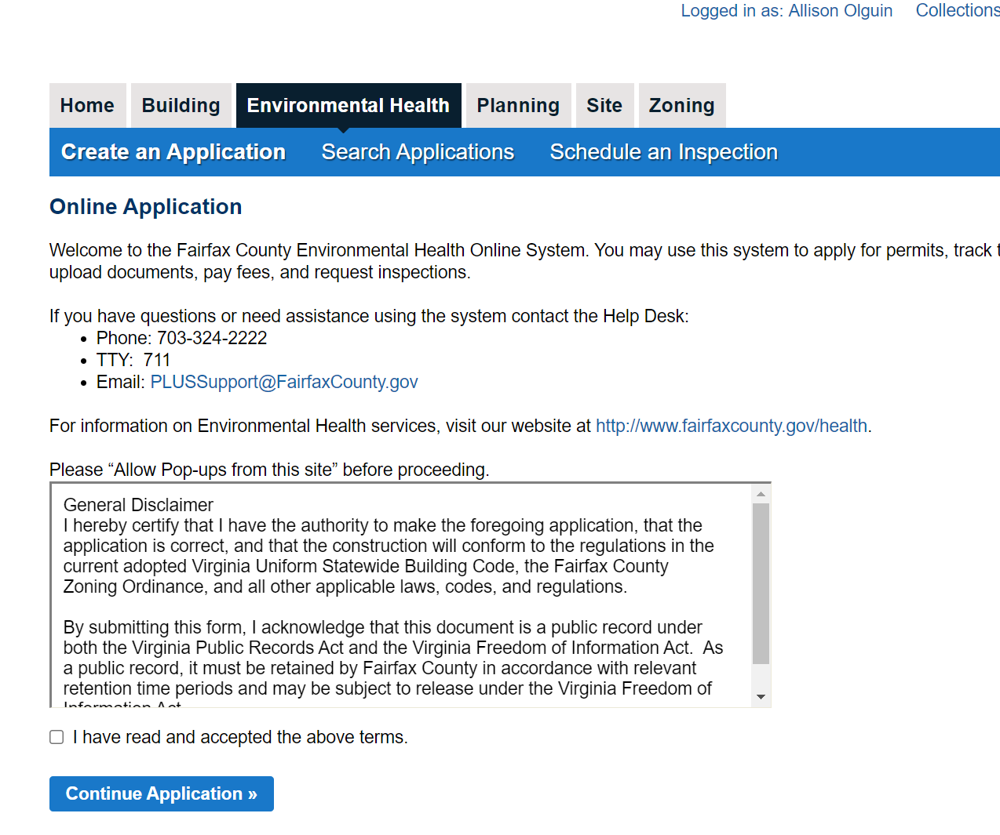 Logged in as: Allison Olguin Collections
Home Building Environmental Health Planning Site Zoning
Create an Application Search Applications Schedule an Inspection
Online Application
Welcome to the Fairfax County Environmental Health Online System. You may use this system to apply for permits, track
upload documents, pay fees, and request inspections.
If you have questions or need assistance using the system contact the Help Desk:
• Phone: 703-324-2222
• TTY:  711
• Email: PLUSSupport@FairfaxCounty.gov
For information on Environmental Health services, visit our website at http://www.fairfaxcounty.gov/health.
Please “Allow Pop-ups from this site” before proceeding.
General Disclaimer
I hereby certify that I have the authority to make the foregoing application, that the
application is correct, and that the construction will conform to the regulations in the
current adopted Virginia Uniform Statewide Building Code, the Fairfax County
Zoning Ordinance, and all other applicable laws, codes, and regulations.
By submitting this form, I acknowledge that this document is a public record under
both the Virginia Public Records Act and the Virginia Freedom of Information Act.  As
a public record, it must be retained by Fairfax County in accordance with relevant
retention time periods and may be subject to release under the Virginia Freedom of
Information Act
I have read and accepted the above terms.
Continue Application »